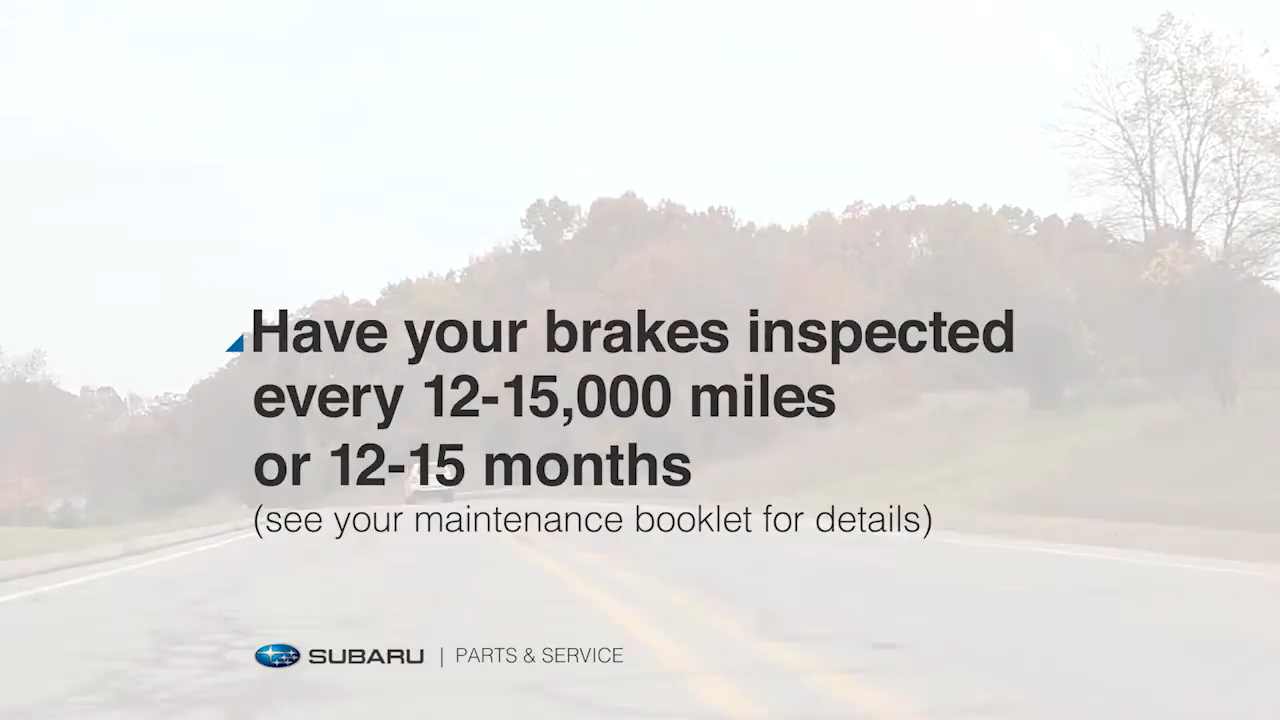 Have your brakes inspected
every 12-15,000 miles
or 12-15 months
(see your maintenance booklet for details)
SUBARU | PARTS & SERVICE